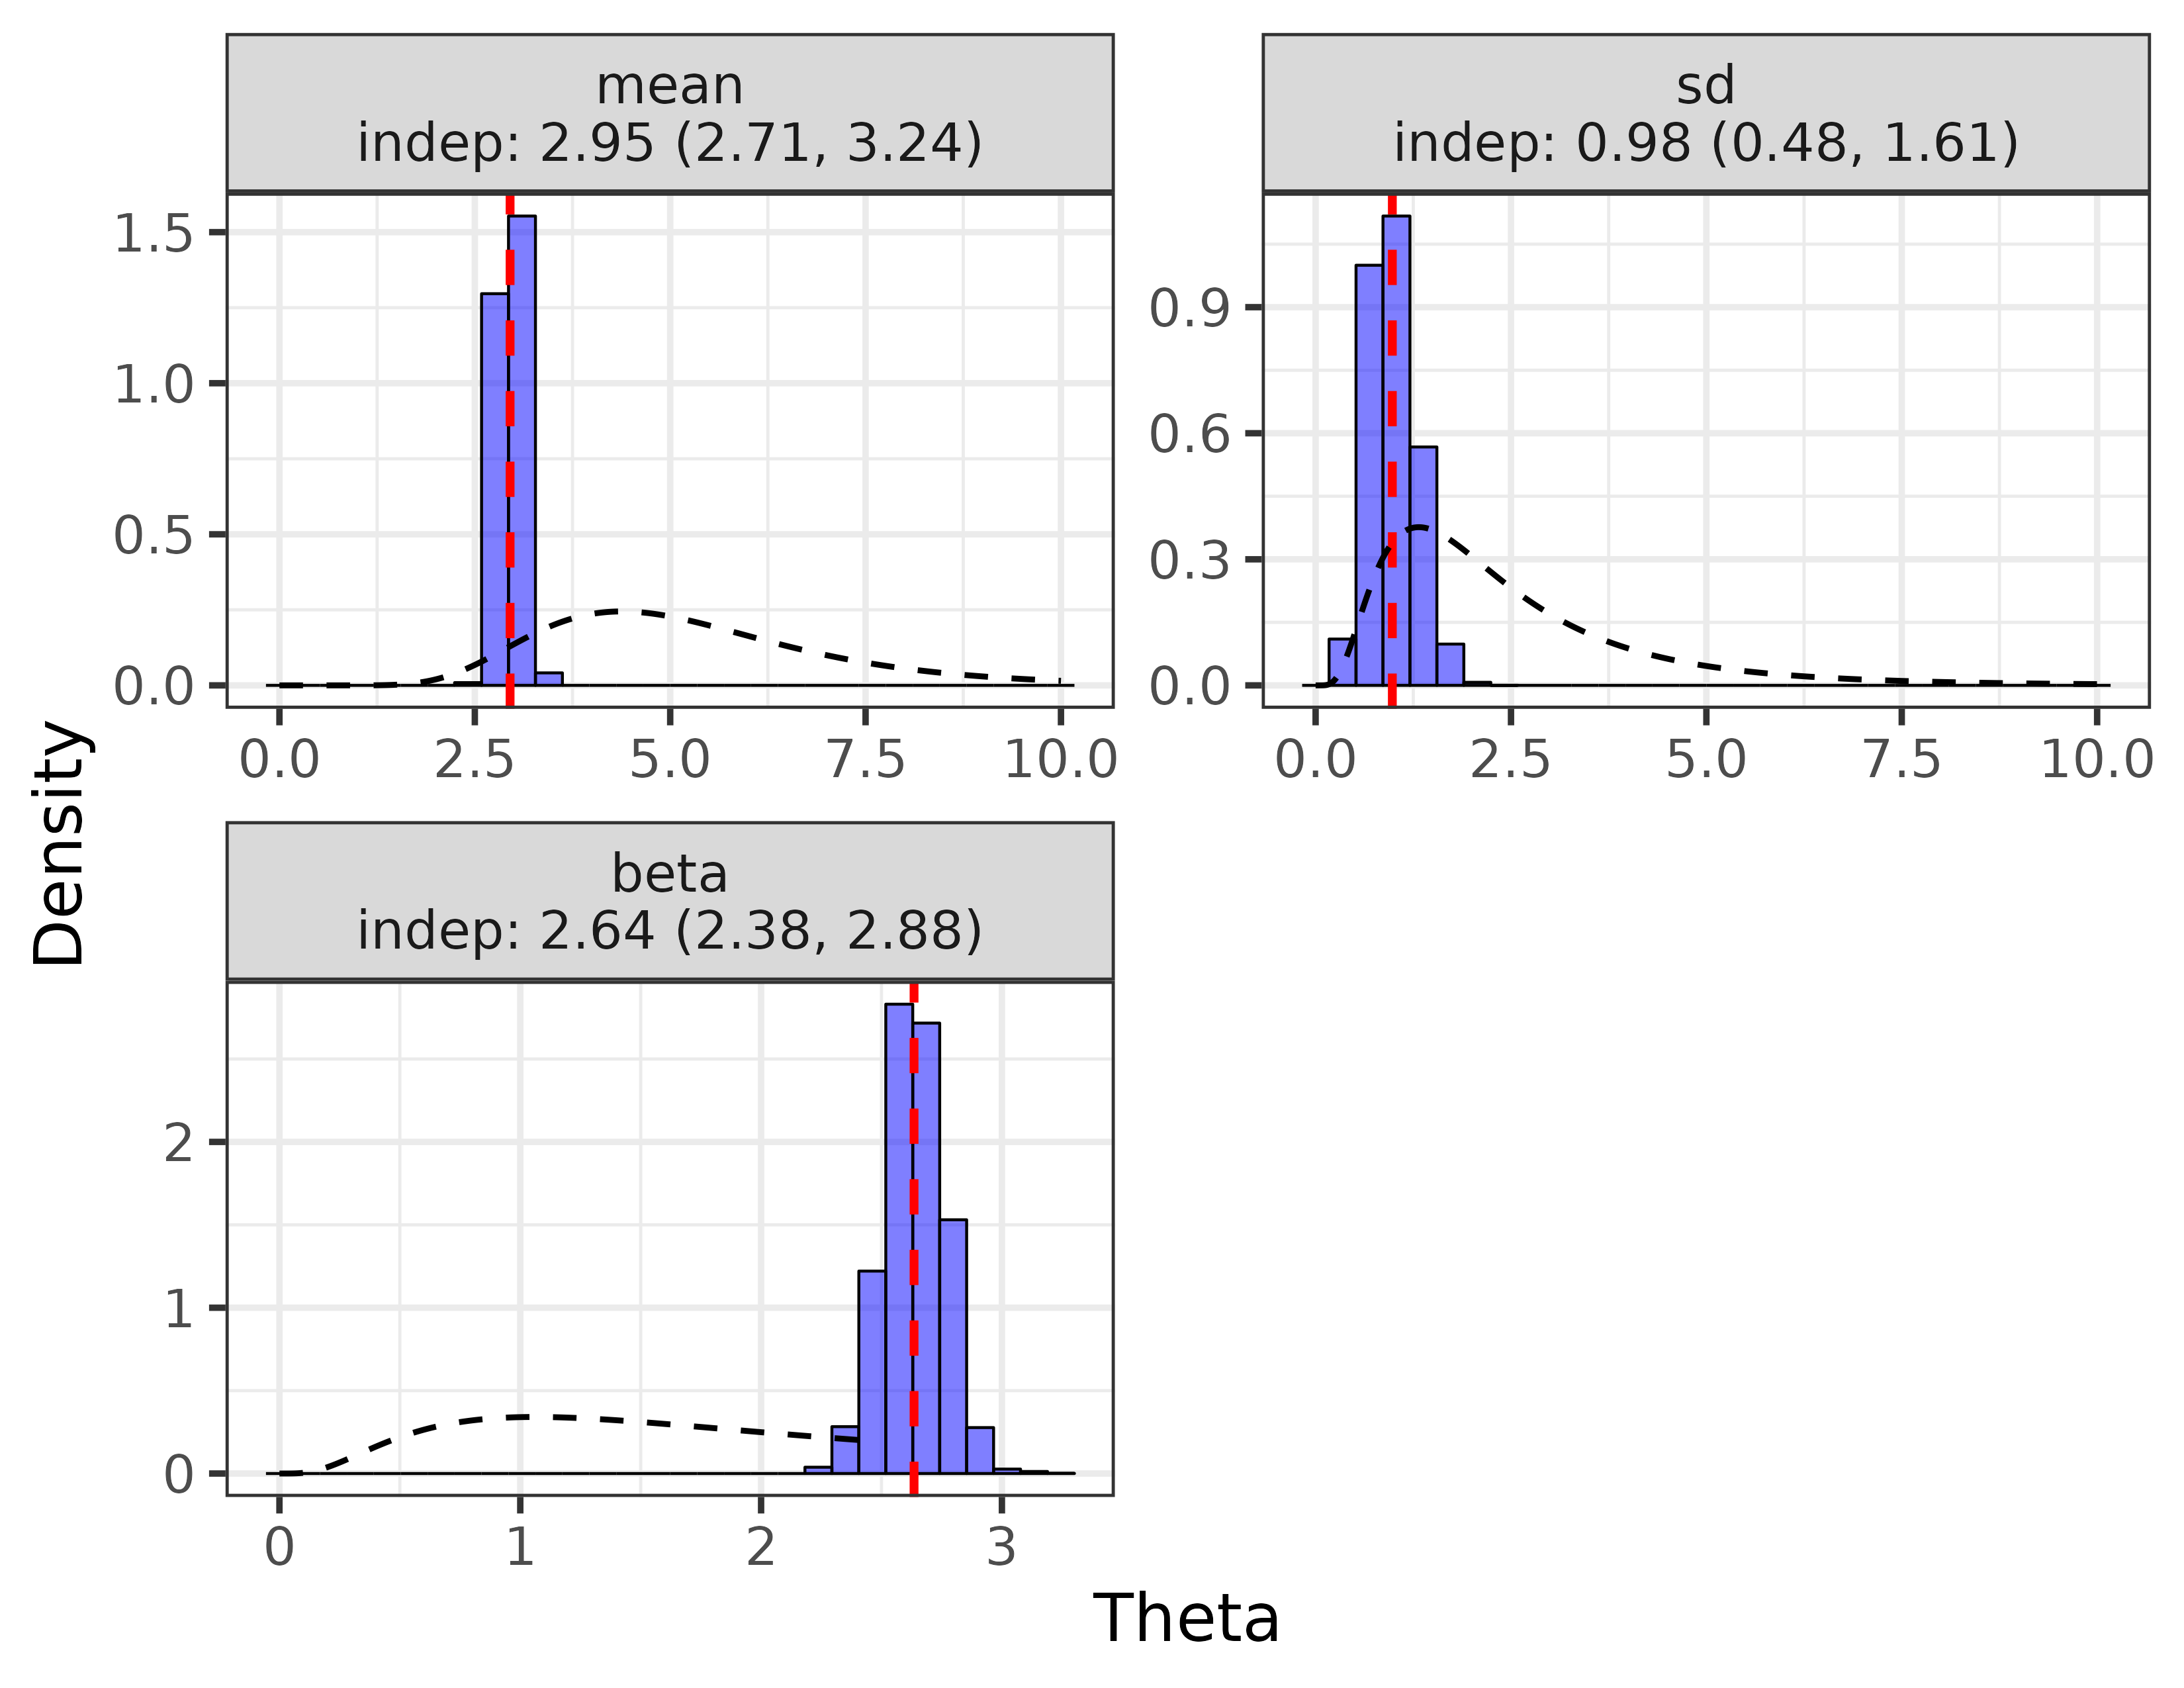 mean
indep: 2.95 (2.71, 3.24)
sd
indep: 0.98 (0.48, 1.61)
1.5
1.0
0.5
0.0
0.0 2.5 5.0 7.5 10.0
0.9
0.6
0.3
0.0
0.0 2.5 5.0 7.5 10.0
Density
beta
indep: 2.64 (2.38, 2.88)
2
1
0
0 1 2 3
Theta